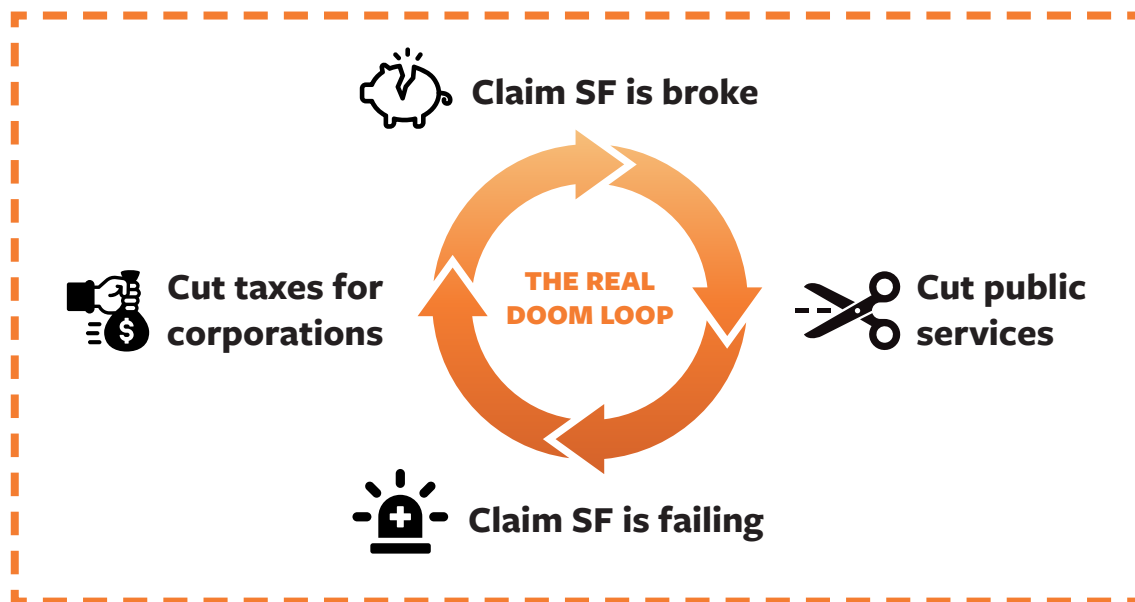 Claim SF is broke
Cut taxes for
corporations
THE REAL
DOOM LOOP
Cut public
services
Claim SF is failing